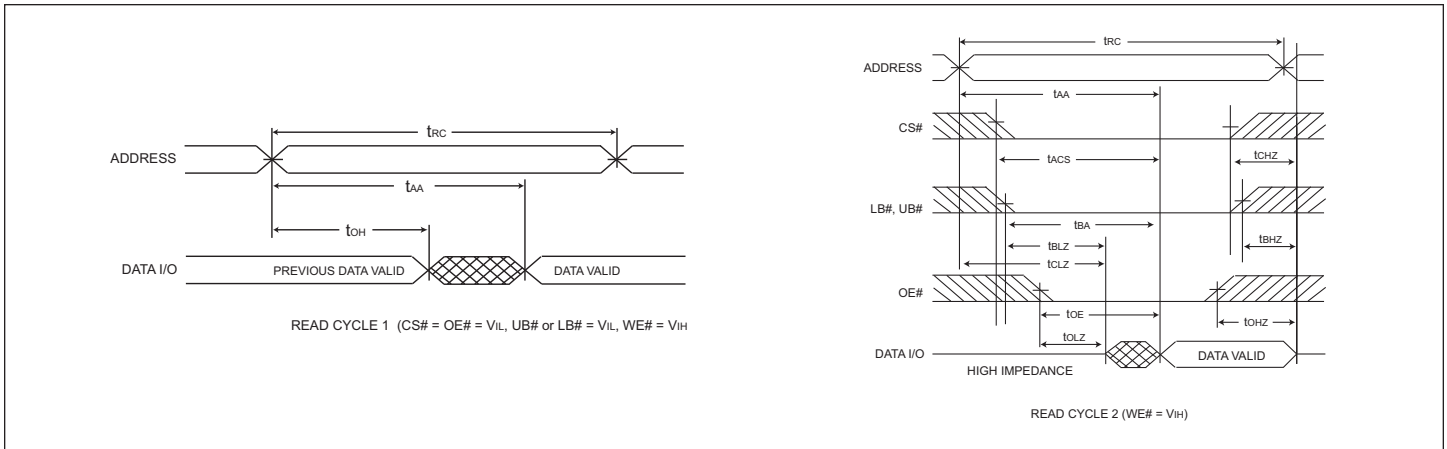 tRC
ADDRESS
tAA
tOH
DATA I/O
PREVIOUS DATA VALID
DATA VALID
READ CYCLE 1 (CS# = OE# = VIL, UB# or LB# = VIL, WE# = VIH
tRC
ADDRESS
tAA
CS#
tACS
tCHZ
LB#, UB#
tBA
tBLZ
tBHZ
tCLZ
OE#
tOE
tOLZ
tOHZ
DATA I/O
DATA VALID
HIGH IMPEDANCE
READ CYCLE 2 (WE# = VIH)